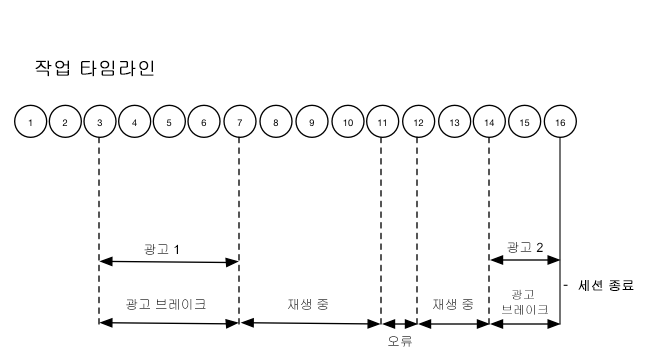 작업 타임라인
1 2 3 4 5 6 7 8 9 10 11 12 13 14 15 16
광고 1
광고 2
- 세션 종료
광고 브레이크
재생 중
오류
재생 중
광고
브레이크